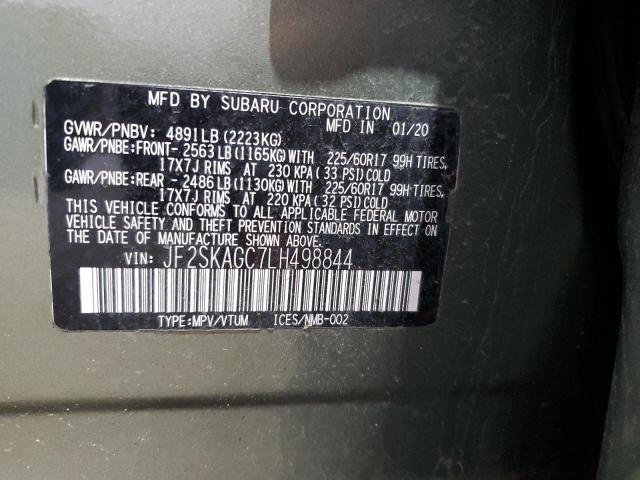 MFD BY SUBARU CORPORATION
GVWR/PNBV: 4891LB(2223KG) MFD IN 01/20
GAWR/PNBE:FRONT- 2563LB(1165KG)WITH 225/60R17 99H TIRES,
17X7J RIMS AT 230 KPA(33 PSI)COLD
GAWR/PNBE:REAR - 2486LB(1130KG)WITH 225/60R17 99H TIRES,
17X7J RIMS AT 220 KPA(32 PSI)COLD
THIS VEHICLE CONFORMS TO ALL APPLICABLE FEDERAL MOTOR
VEHICLE SAFETY AND THEFT PREVENTION STANDARDS IN EFFECT ON
THE DATE OF MANUFACTURE SHOWN ABOVE.
VIN: JF2SKAGC7LH498844
TYPE:MPV/VTUM ICES/NMB-002